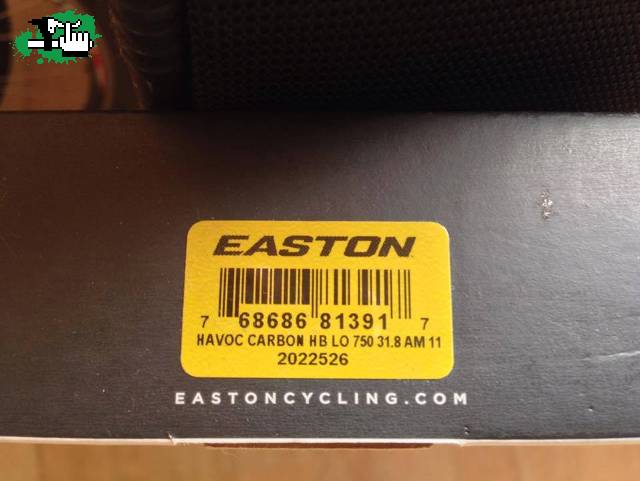 EASTON
7 68686 81391 7
HAVOC CARBON HB LO 750 31.8 AM 11
2022526
EASTONCYCLING.COM